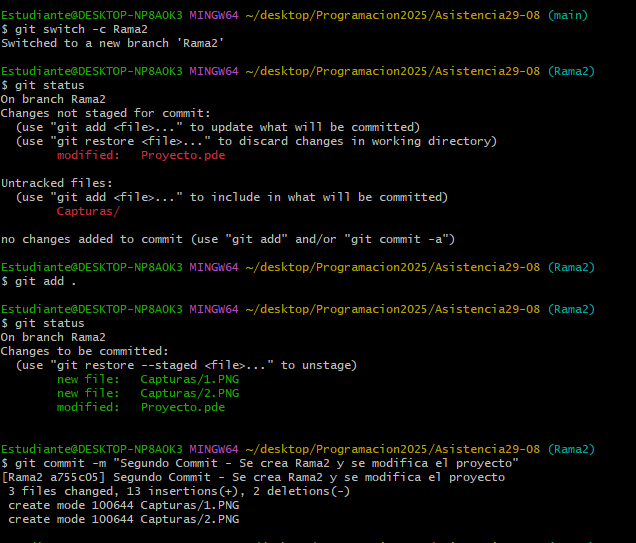 Estudiante@DESKTOP-NP8AOK3 MINGW64 ~/desktop/Programacion2025/Asistencia29-08 (main)
$ git switch -c Rama2
Switched to a new branch 'Rama2'
Estudiante@DESKTOP-NP8AOK3 MINGW64 ~/desktop/Programacion2025/Asistencia29-08 (Rama2)
$ git status
On branch Rama2
Changes not staged for commit:
(use "git add <file>..." to update what will be committed)
(use "git restore <file>..." to discard changes in working directory)
modified: Proyecto.pde
Untracked files:
(use "git add <file>..." to include in what will be committed)
Capturas/
no changes added to commit (use "git add" and/or "git commit -a")
Estudiante@DESKTOP-NP8AOK3 MINGW64 ~/desktop/Programacion2025/Asistencia29-08 (Rama2)
$ git add .
Estudiante@DESKTOP-NP8AOK3 MINGW64 ~/desktop/Programacion2025/Asistencia29-08 (Rama2)
$ git status
On branch Rama2
Changes to be committed:
(use "git restore --staged <file>..." to unstage)
new file: Capturas/1.PNG
new file: Capturas/2.PNG
modified: Proyecto.pde
Estudiante@DESKTOP-NP8AOK3 MINGW64 ~/desktop/Programacion2025/Asistencia29-08 (Rama2)
$ git commit -m "Segundo Commit - Se crea Rama2 y se modifica el proyecto"
[Rama2 a755c05] Segundo Commit - Se crea Rama2 y se modifica el proyecto
3 files changed, 13 insertions(+), 2 deletions(-)
create mode 100644 Capturas/1.PNG
create mode 100644 Capturas/2.PNG